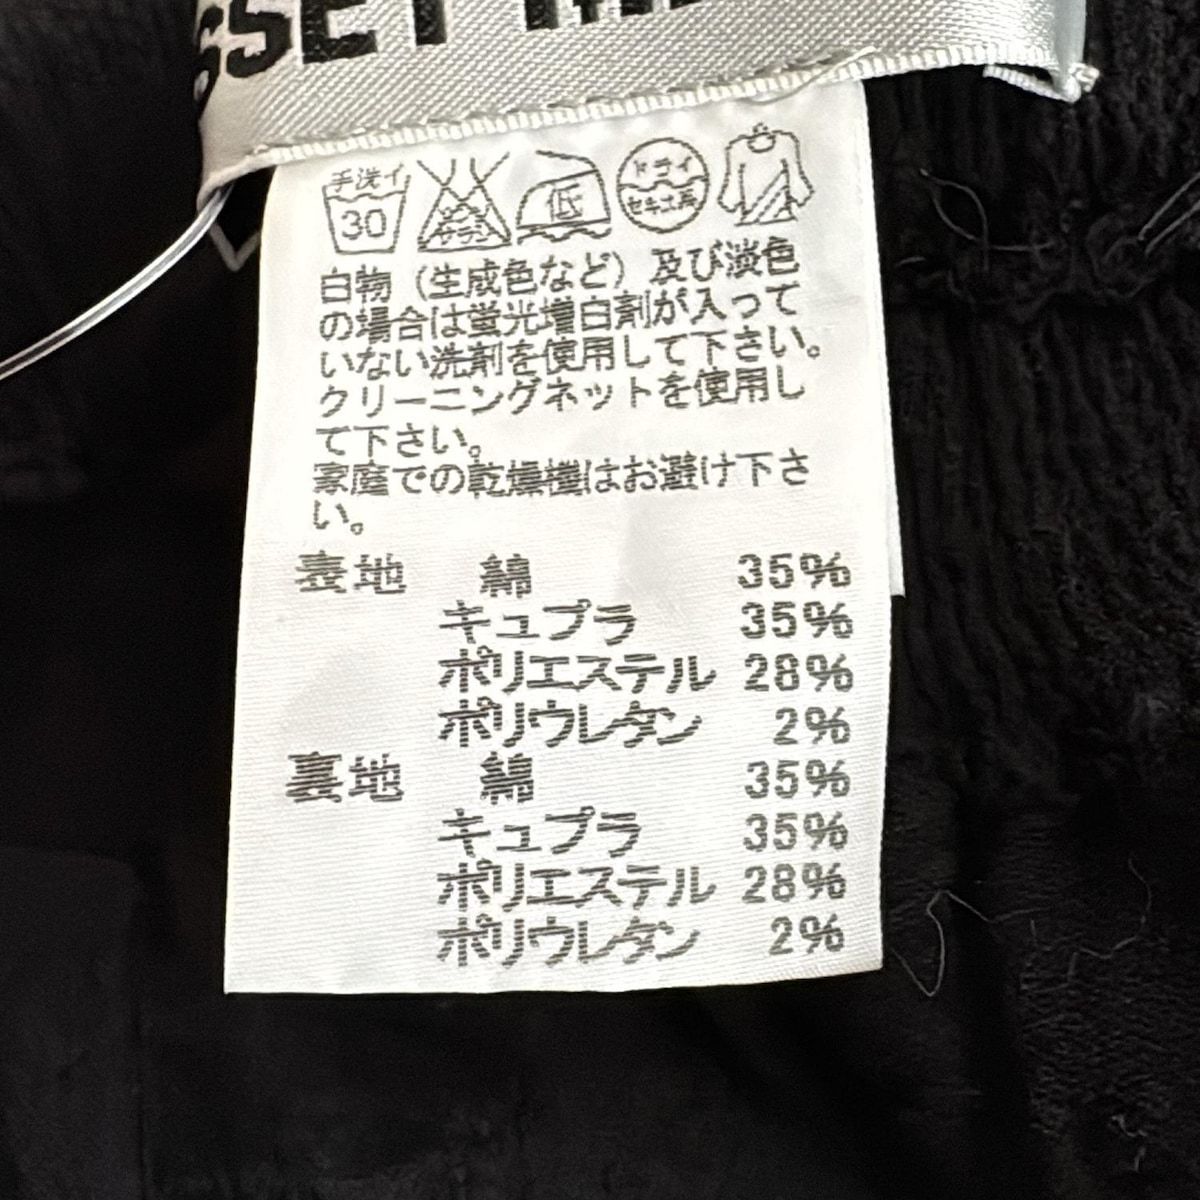 手洗イ
30
エンソ
サラシ
低
ドライ
セキユ系
白物（生成色など）及び淡色
の場合は蛍光増白剤が入って
いない洗剤を使用して下さい。
クリーニングネットを使用し
て下さい。
家庭での乾燥機はお避け下さ
い。
表地 綿 35%
キュプラ 35%
ポリエステル 28%
ポリウレタン 2%
裏地 綿 35%
キュプラ 35%
ポリエステル 28%
ポリウレタン 2%